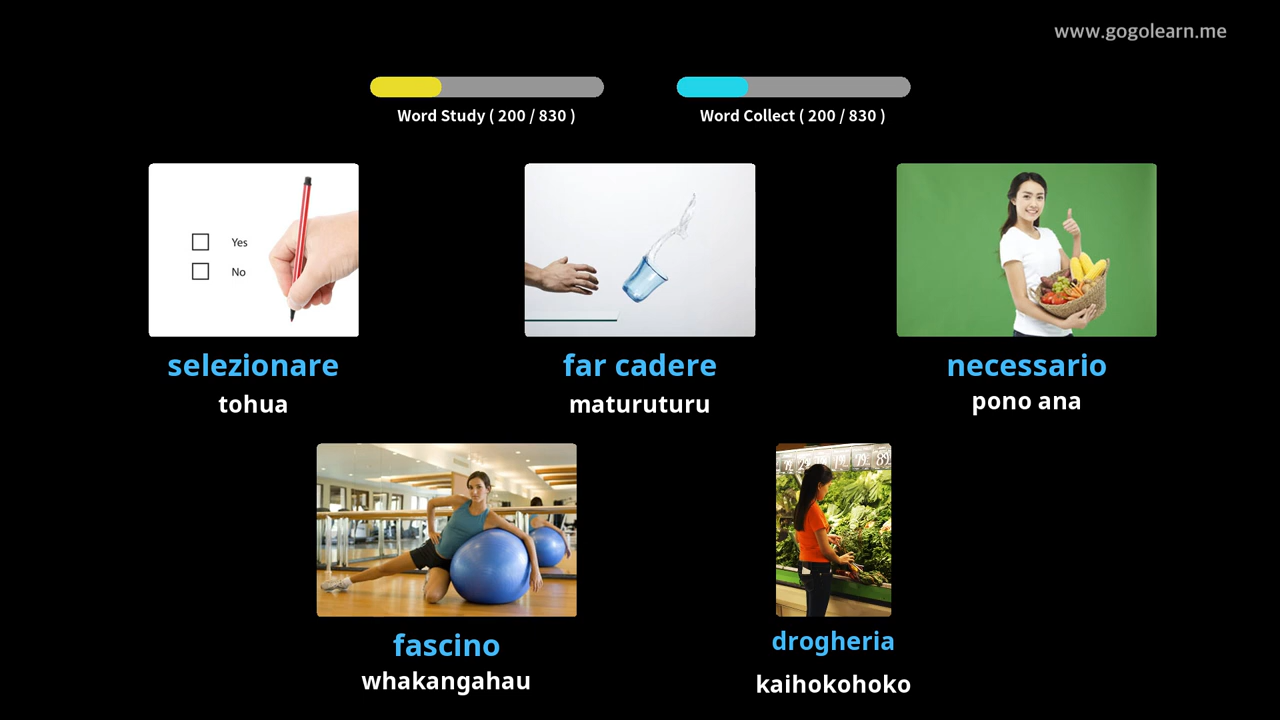 www.gogolearn.me
Word Study ( 200 / 830 )
Word Collect ( 200 / 830 )
Yes
No
selezionare
tohua
far cadere
maturuturu
necessario
pono ana
fascino
whakangahau
drogheria
kaihokohoko